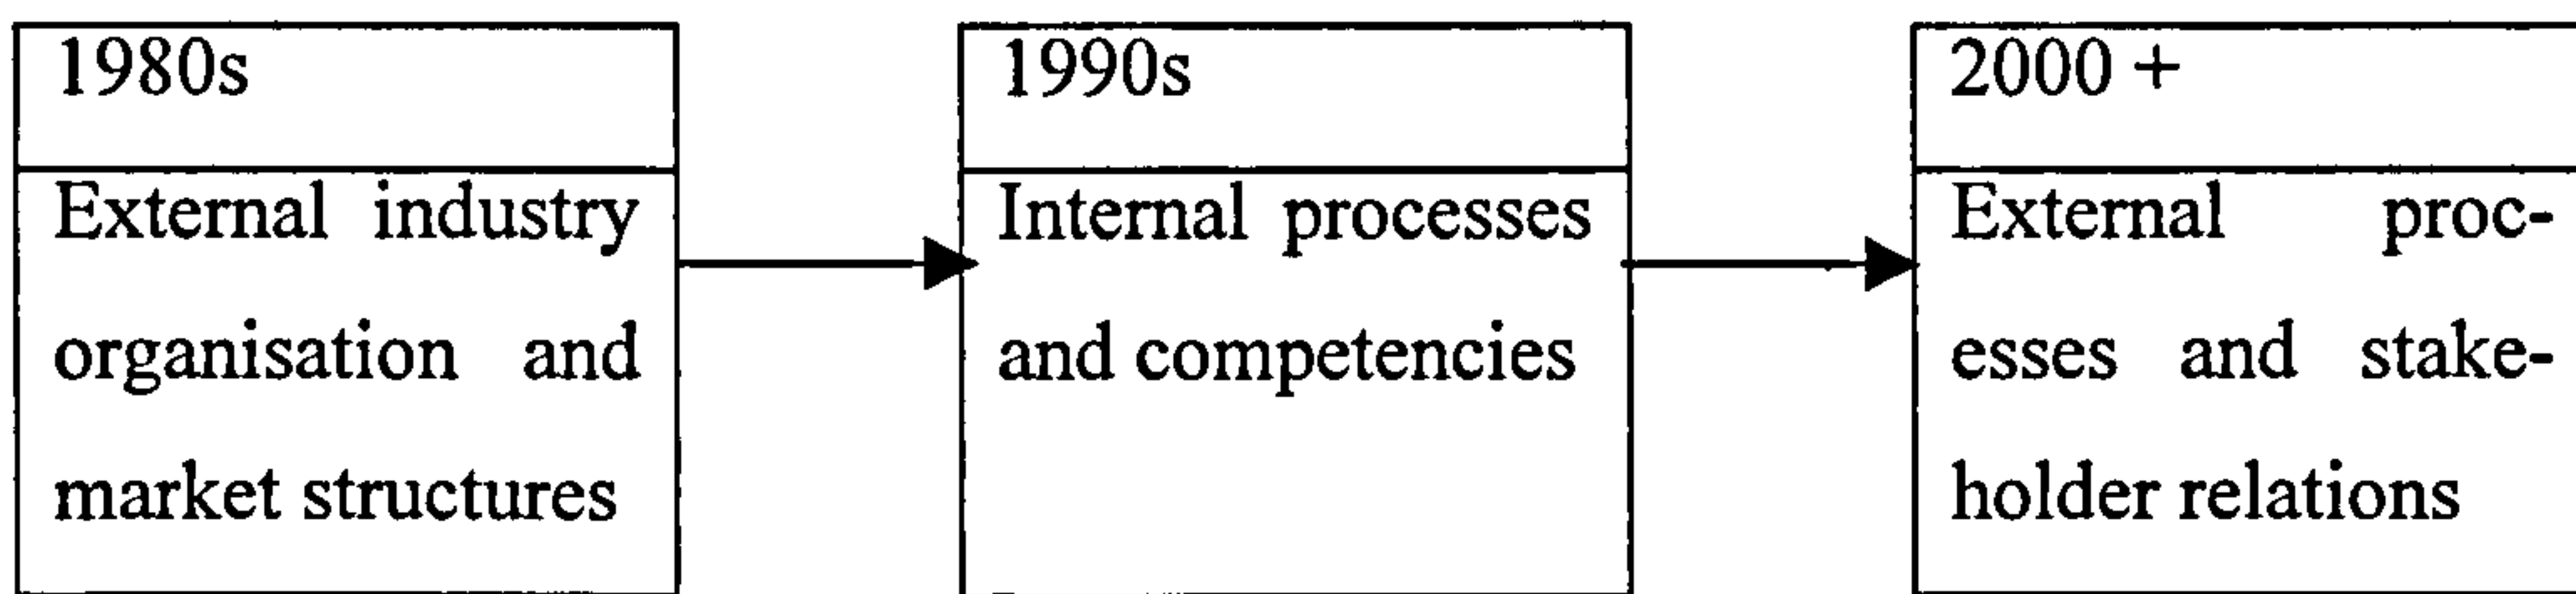 1980s
External industry
organisation and
market structures
1990s
Internal processes
and competencies
2000 +
External proc-
esses and stake-
holder relations